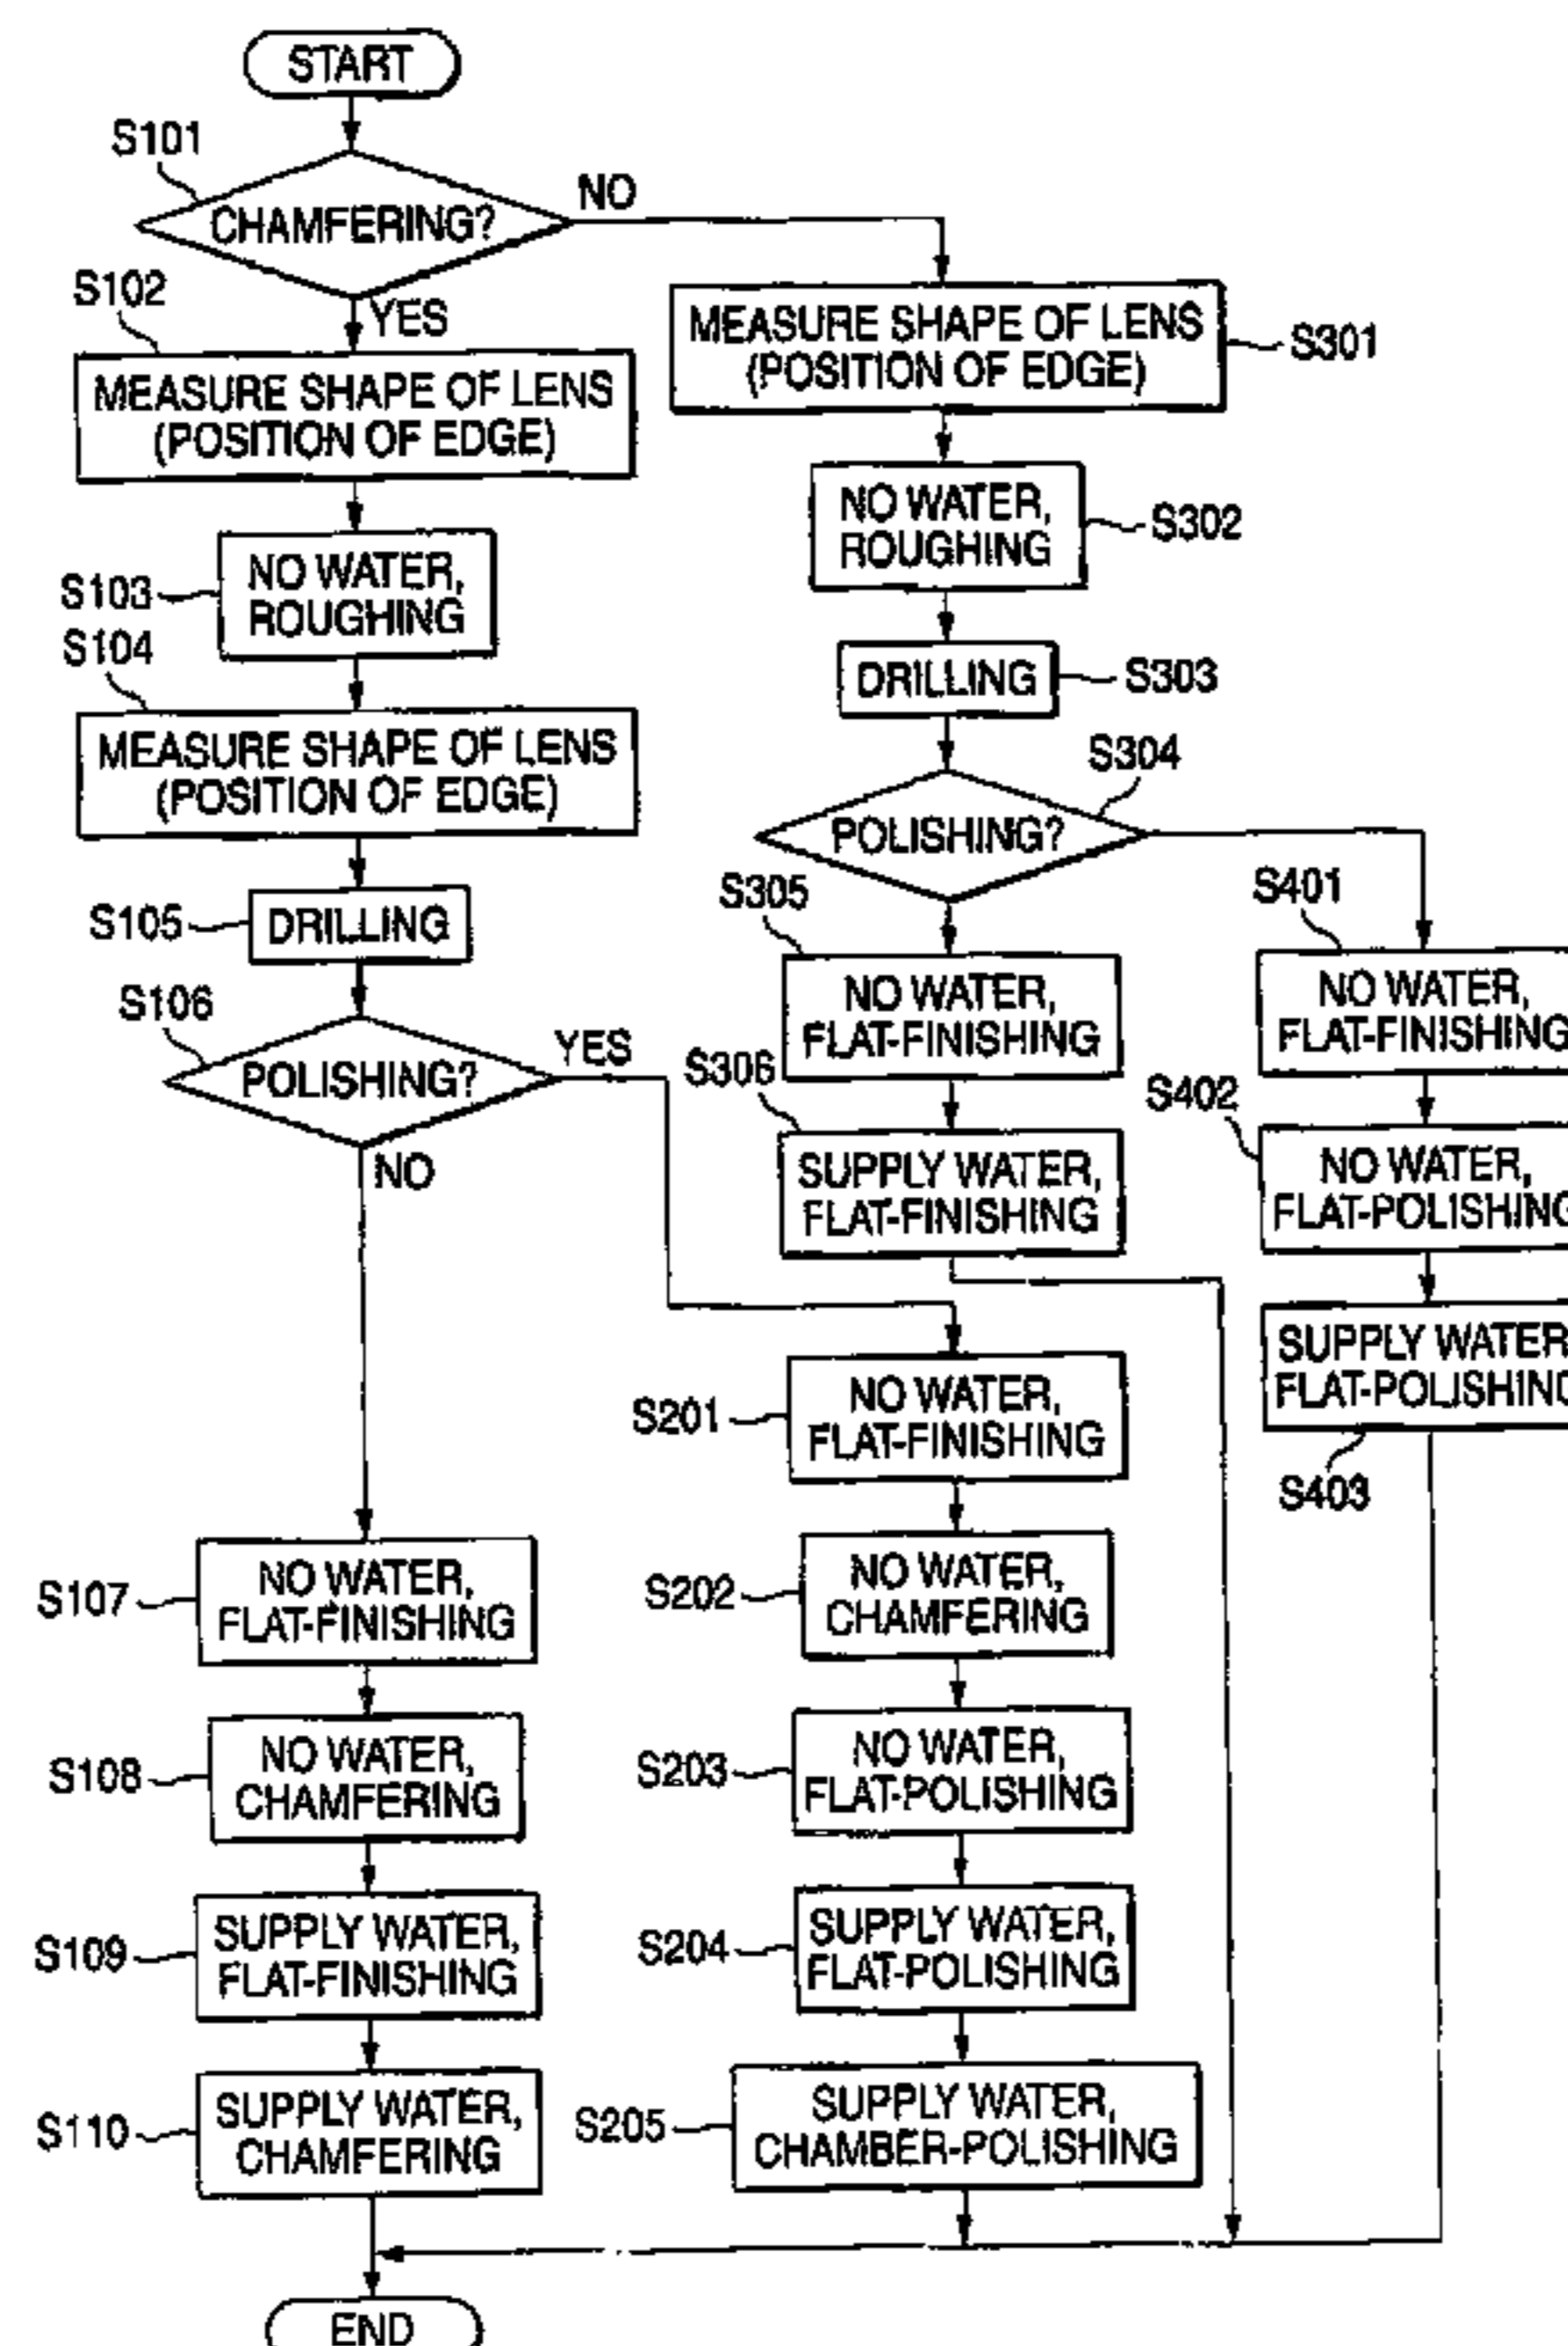 START
S101
CHAMFERING?
NO
YES
S102
MEASURE SHAPE OF LENS
(POSITION OF EDGE)
S103
NO WATER,
ROUGHING
S104
MEASURE SHAPE OF LENS
(POSITION OF EDGE)
S105
DRILLING
S106
POLISHING?
YES
NO
S107
NO WATER,
FLAT-FINISHING
S108
NO WATER,
CHAMFERING
S109
SUPPLY WATER,
FLAT-FINISHING
S110
SUPPLY WATER,
CHAMFERING
END
MEASURE SHAPE OF LENS
(POSITION OF EDGE)
S301
NO WATER,
ROUGHING
S302
DRILLING
S303
S304
POLISHING?
S305
NO WATER,
FLAT-FINISHING
S306
SUPPLY WATER,
FLAT-FINISHING
S201
NO WATER,
FLAT-FINISHING
S202
NO WATER,
CHAMFERING
S203
NO WATER,
FLAT-POLISHING
S204
SUPPLY WATER,
FLAT-POLISHING
S205
SUPPLY WATER,
CHAMBER-POLISHING
S401
NO WATER,
FLAT-FINISHING
S402
NO WATER,
FLAT-POLISHING
SUPPLY WATER
FLAT-POLISHING
S403